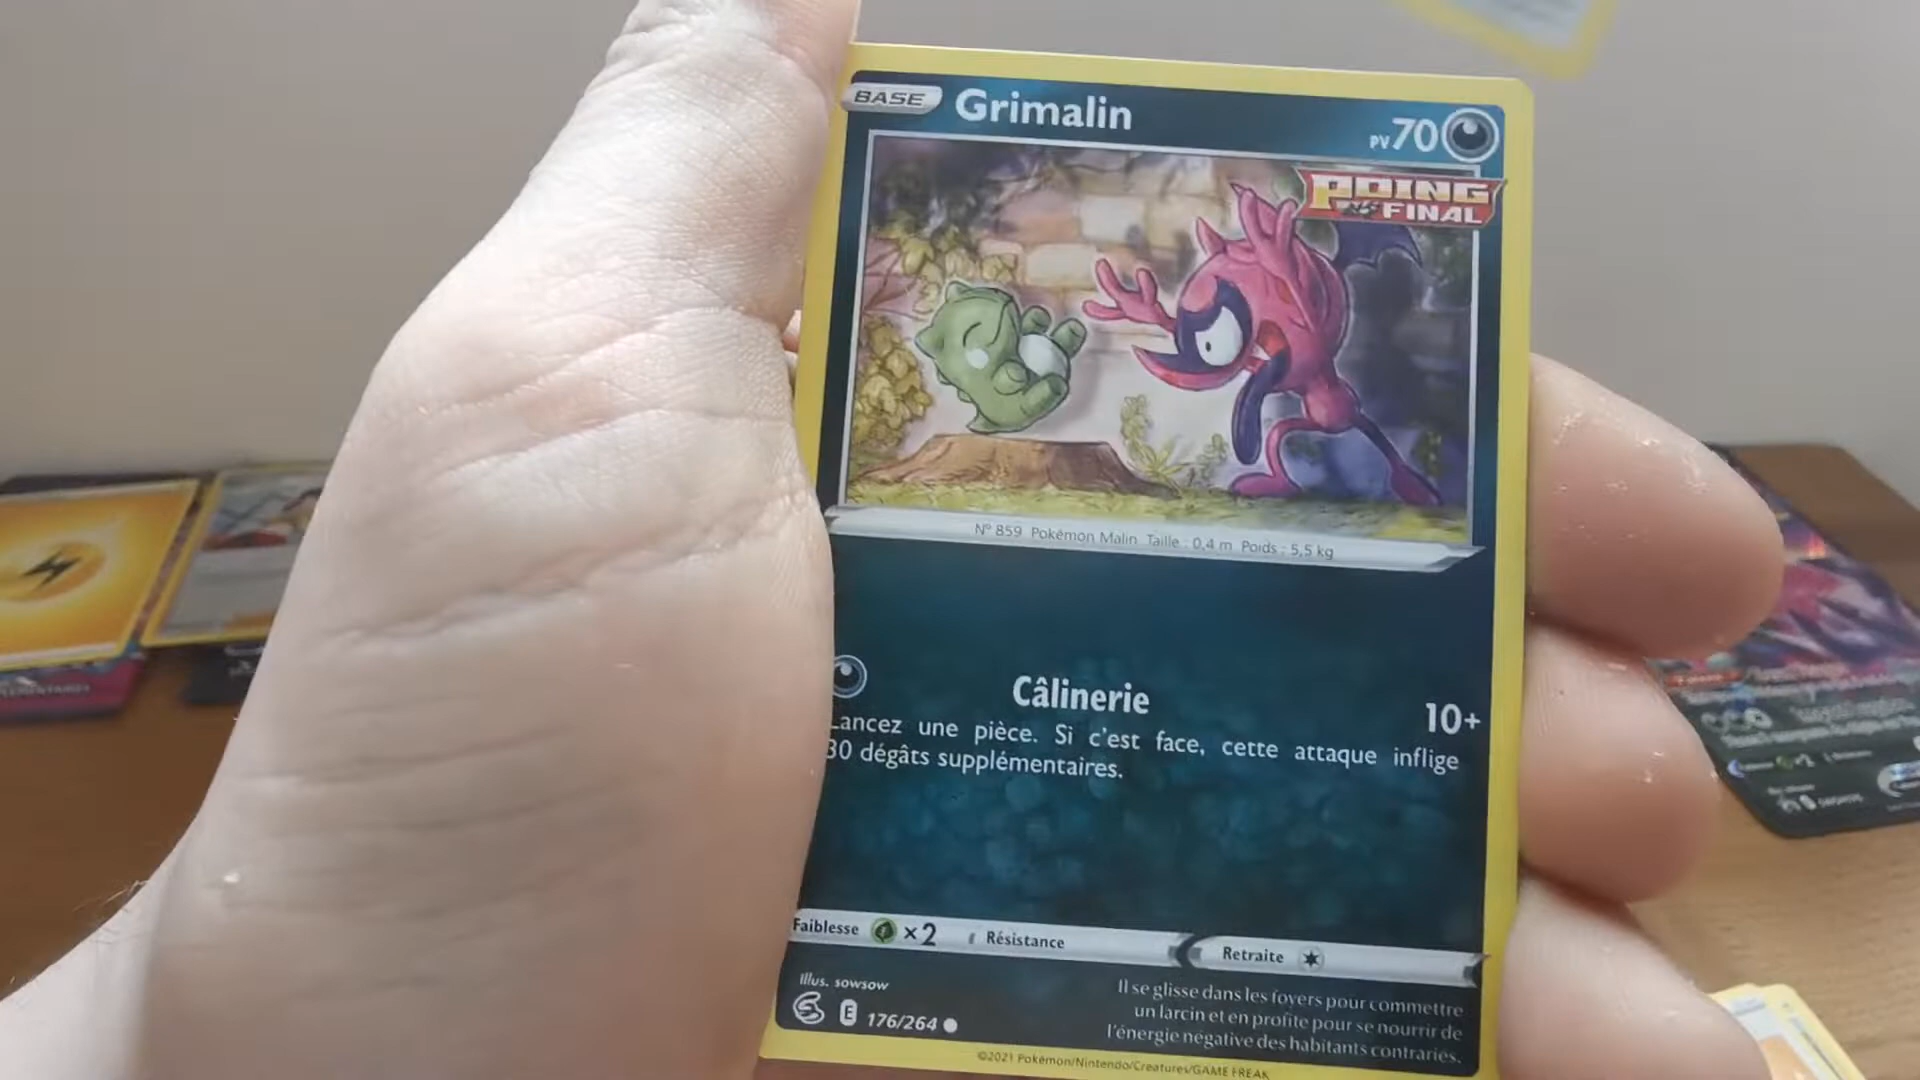 BASE Grimalin PV 70
POING
FINAL
N° 859 Pokémon Malin Taille : 0,4 m Poids : 5,5 kg
Câlinerie 10+
Lancez une pièce. Si c'est face, cette attaque inflige
30 dégâts supplémentaires.
Faiblesse ×2 Résistance Retraite
Illus. sowsow
E 176/264
Il se glisse dans les foyers pour commettre
un larcin et en profite pour se nourrir de
l'énergie négative des habitants contrariés.
©2021 Pokémon/Nintendo/Creatures/GAME FREAK